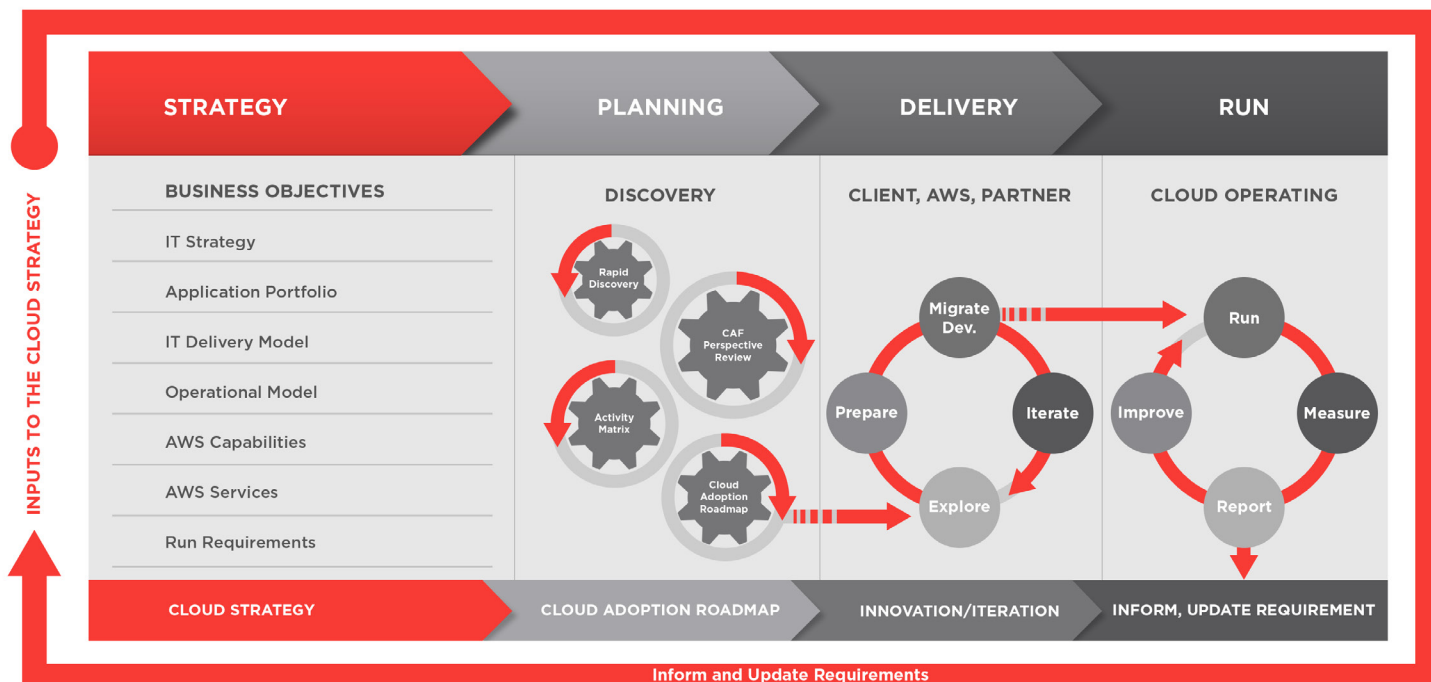 STRATEGY
PLANNING
DELIVERY
RUN
INPUTS TO THE CLOUD STRATEGY
BUSINESS OBJECTIVES
IT Strategy
Application Portfolio
IT Delivery Model
Operational Model
AWS Capabilities
AWS Services
Run Requirements
DISCOVERY
Rapid
Discovery
CAF
Perspective
Review
Activity
Matrix
Cloud
Adoption
Roadmap
CLIENT, AWS, PARTNER
Migrate
Dev.
Prepare
Iterate
Explore
CLOUD OPERATING
Run
Improve
Measure
Report
CLOUD STRATEGY
CLOUD ADOPTION ROADMAP
INNOVATION/ITERATION
INFORM, UPDATE REQUIREMENT
Inform and Update Requirements